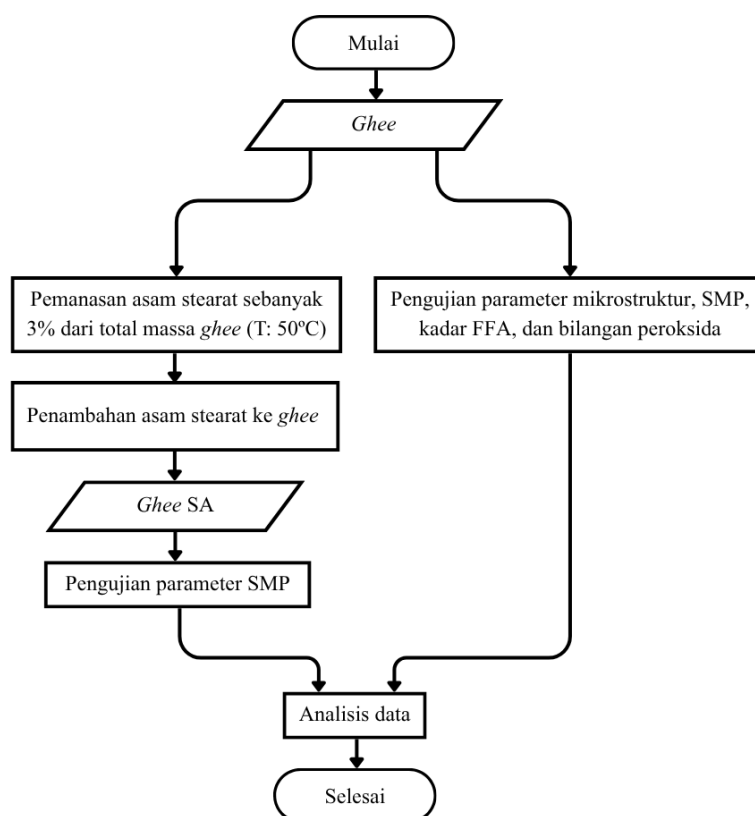 Mulai
Ghee
Pemanasan asam stearat sebanyak
3% dari total massa ghee (T: 50ºC)
Pengujian parameter mikrostruktur, SMP,
kadar FFA, dan bilangan peroksida
Penambahan asam stearat ke ghee
Ghee SA
Pengujian parameter SMP
Analisis data
Selesai